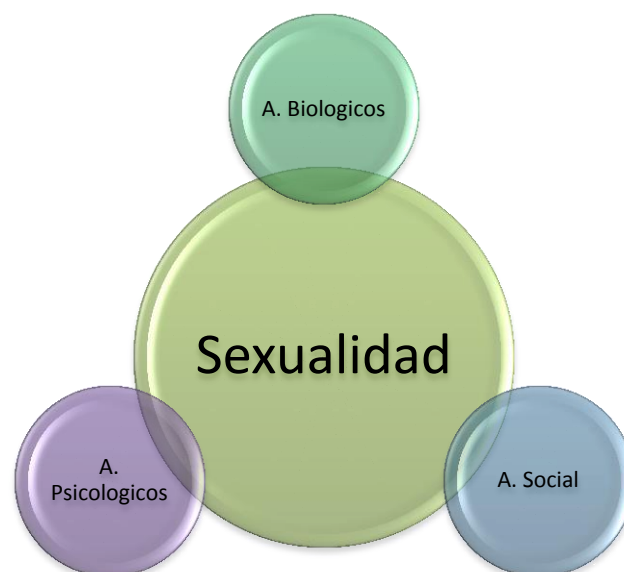 A. Biologicos
Sexualidad
A.
Psicologicos
A. Social